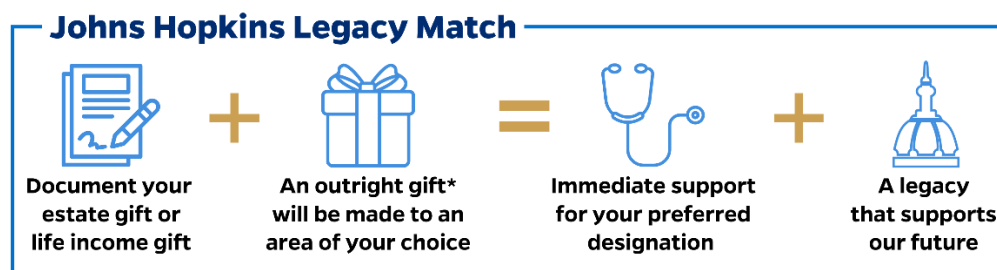 Johns Hopkins Legacy Match
+
=
+
Document your
estate gift or
life income gift
An outright gift*
will be made to an
area of your choice
Immediate support
for your preferred
designation
A legacy
that supports
our future